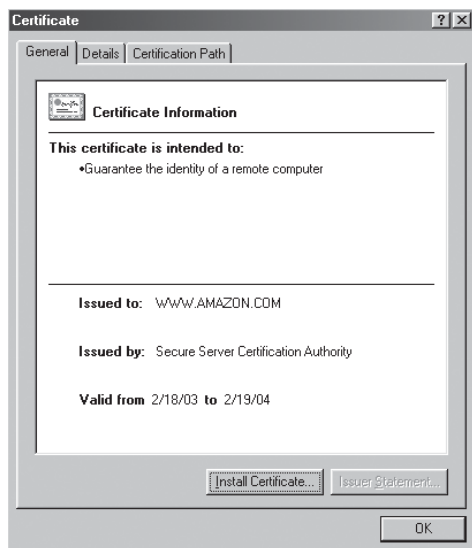 Certificate
? X
General Details Certification Path
Certificate Information
This certificate is intended to:
•Guarantee the identity of a remote computer
Issued to: WWW.AMAZON.COM
Issued by: Secure Server Certification Authority
Valid from 2/18/03 to 2/19/04
Install Certificate... Issuer Statement...
OK